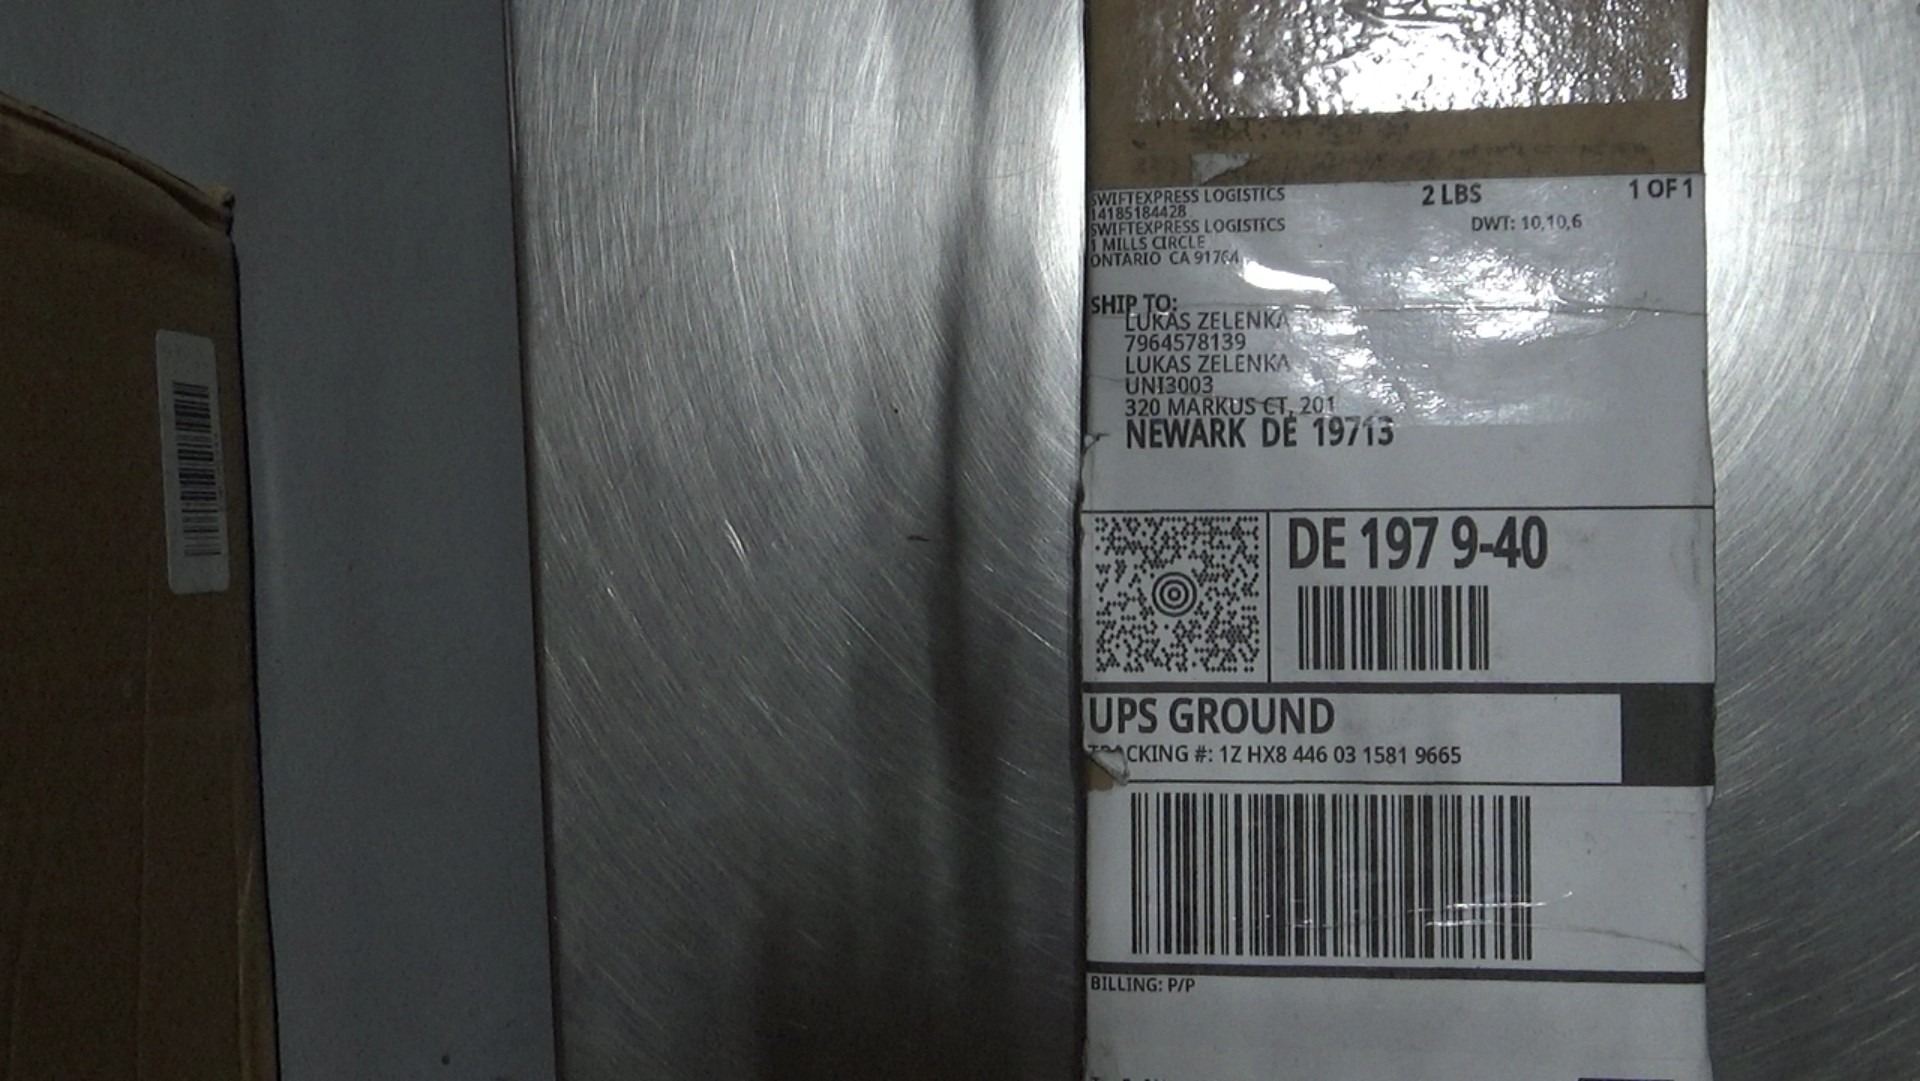 SWIFTEXPRESS LOGISTICS 2 LBS 1 OF 1
14185184428
SWIFTEXPRESS LOGISTICS DWT: 10,10,6
1 MILLS CIRCLE
ONTARIO CA 91764
SHIP TO:
LUKAS ZELENKA
7964578139
LUKAS ZELENKA
UNI3003
320 MARKUS CT, 201
NEWARK DE 19713
DE 197 9-40
UPS GROUND
TRACKING #: 1Z HX8 446 03 1581 9665
BILLING: P/P